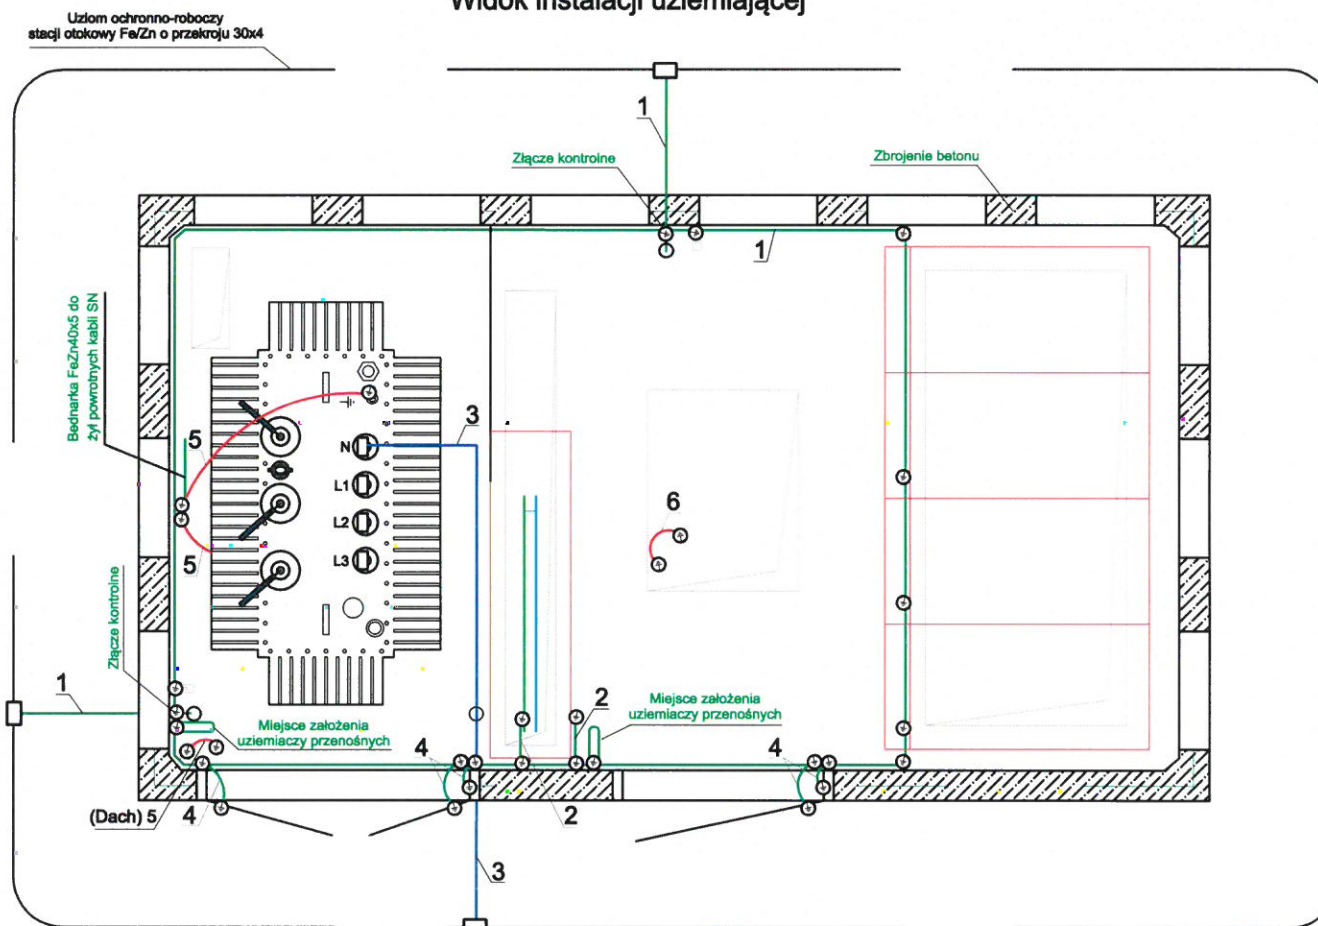 Widok instalacji uziemiającej
Uziom ochronno-roboczy
stacji otokowy Fe/Zn o przekroju 30x4
1
Złącze kontrolne
Zbrojenie betonu
1
Bednarka FeZn40x5 do
żył powrotnych kabli SN
5
3
N
L1
L2
L3
6
5
Złącze kontrolne
1
Miejsce założenia
uziemiaczy przenośnych
2
Miejsce założenia
uziemiaczy przenośnych
4
4
(Dach) 5
4
2
3